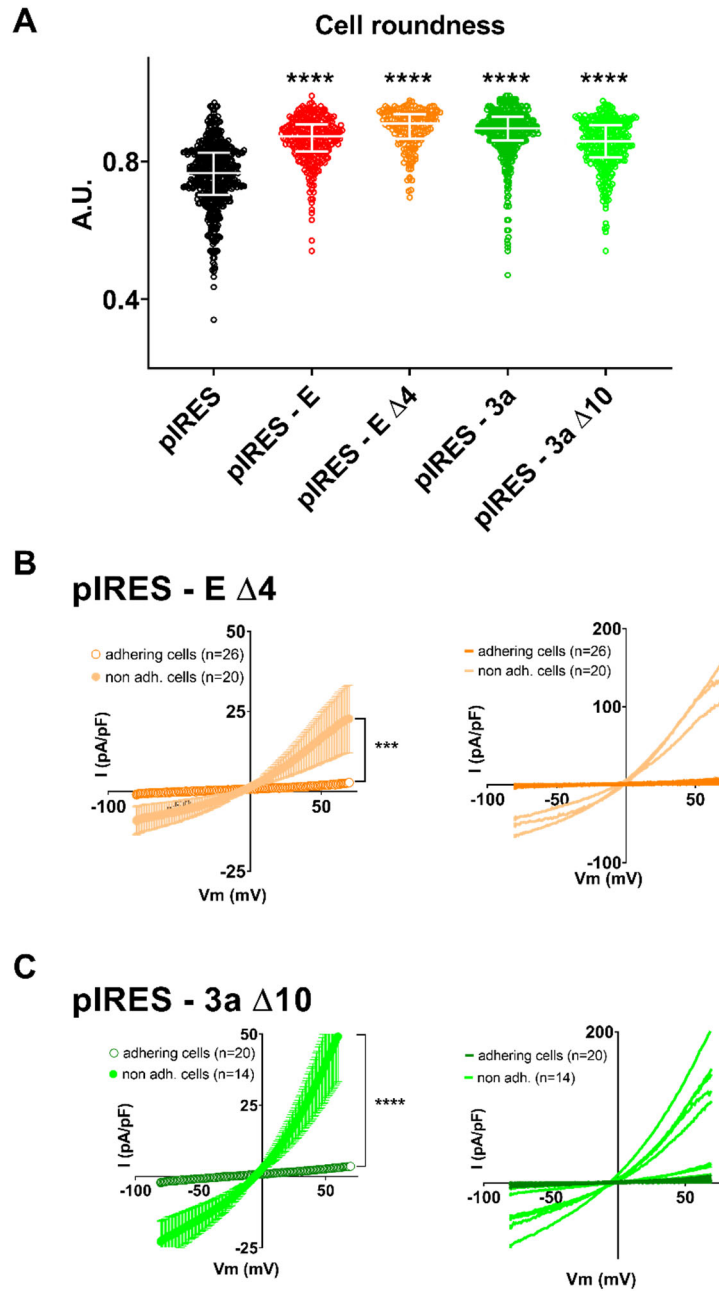 A
Cell roundness
**** **** **** ****
A.U.
0.8
0.4
pIRES
pIRES - E
pIRES - E Δ4
pIRES - 3a
pIRES - 3a Δ10
B
pIRES - E Δ4
50
adhering cells (n=26)
non adh. cells (n=20)
25
I (pA/pF)
***
-100
50
-25
Vm (mV)
200
adhering cells (n=26)
non adh. cells (n=20)
100
I (pA/pF)
-100
-50
50
-100
Vm (mV)
C
pIRES - 3a Δ10
50
adhering cells (n=20)
non adh. cells (n=14)
25
I (pA/pF)
****
-100
-50
50
-25
Vm (mV)
200
adhering cells (n=20)
non adh. (n=14)
I (pA/pF)
-100
-50
50
Vm (mV)